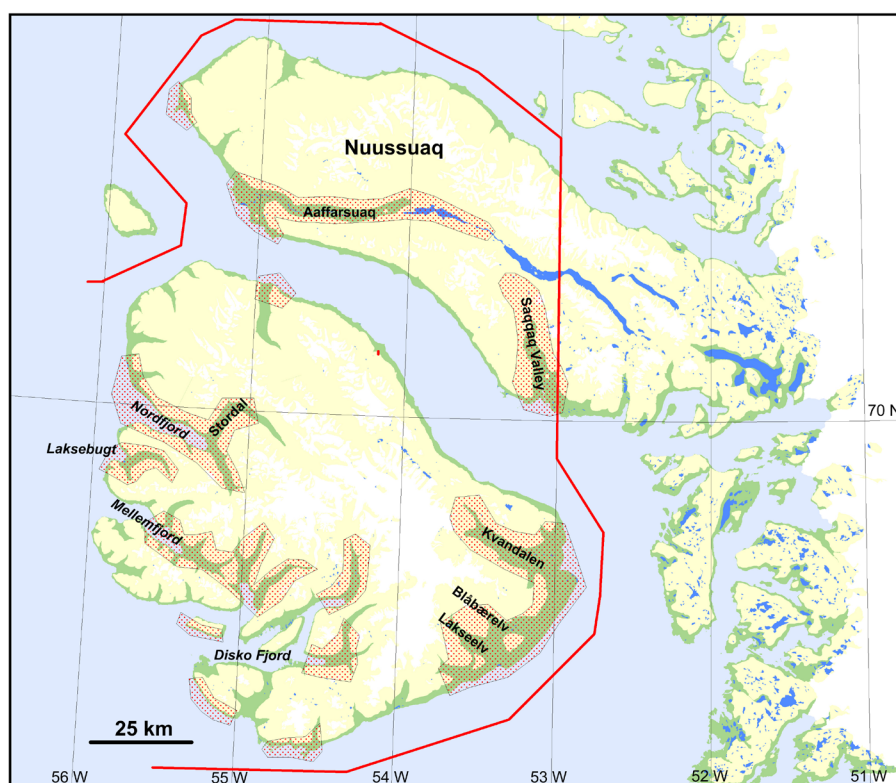 Nuussuaq
Aaffarsuaq
Saqqaq Valley
70 N
Nordfjord
Stordal
Laksebugt
Mellemfjord
Kvandalen
Blåbærelv
Lakseelv
Disko Fjord
25 km
56 W
55 W
54 W
53 W
52 W
51 W